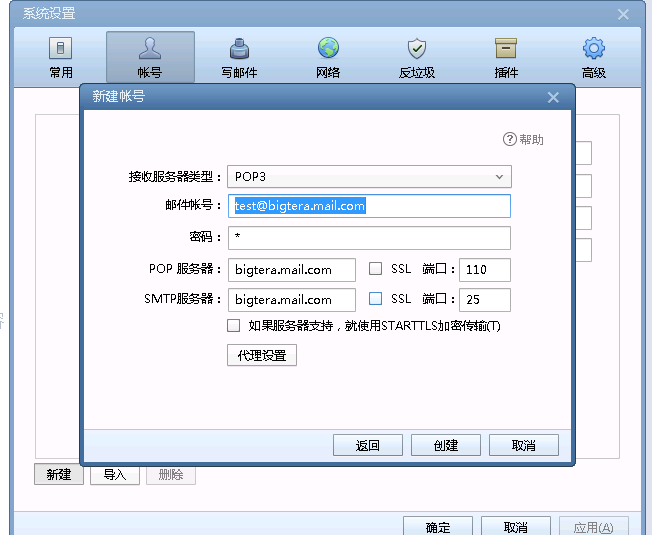 系统设置
常用 帐号 写邮件 网络 反垃圾 插件 高级
新建帐号
帮助
接收服务器类型： POP3
邮件帐号： test@bigtera.mail.com
密码： *
POP 服务器： bigtera.mail.com SSL 端口： 110
SMTP服务器： bigtera.mail.com SSL 端口： 25
如果服务器支持，就使用STARTTLS加密传输(T)
代理设置
返回 创建 取消
新建 导入 删除
确定 取消 应用(A)